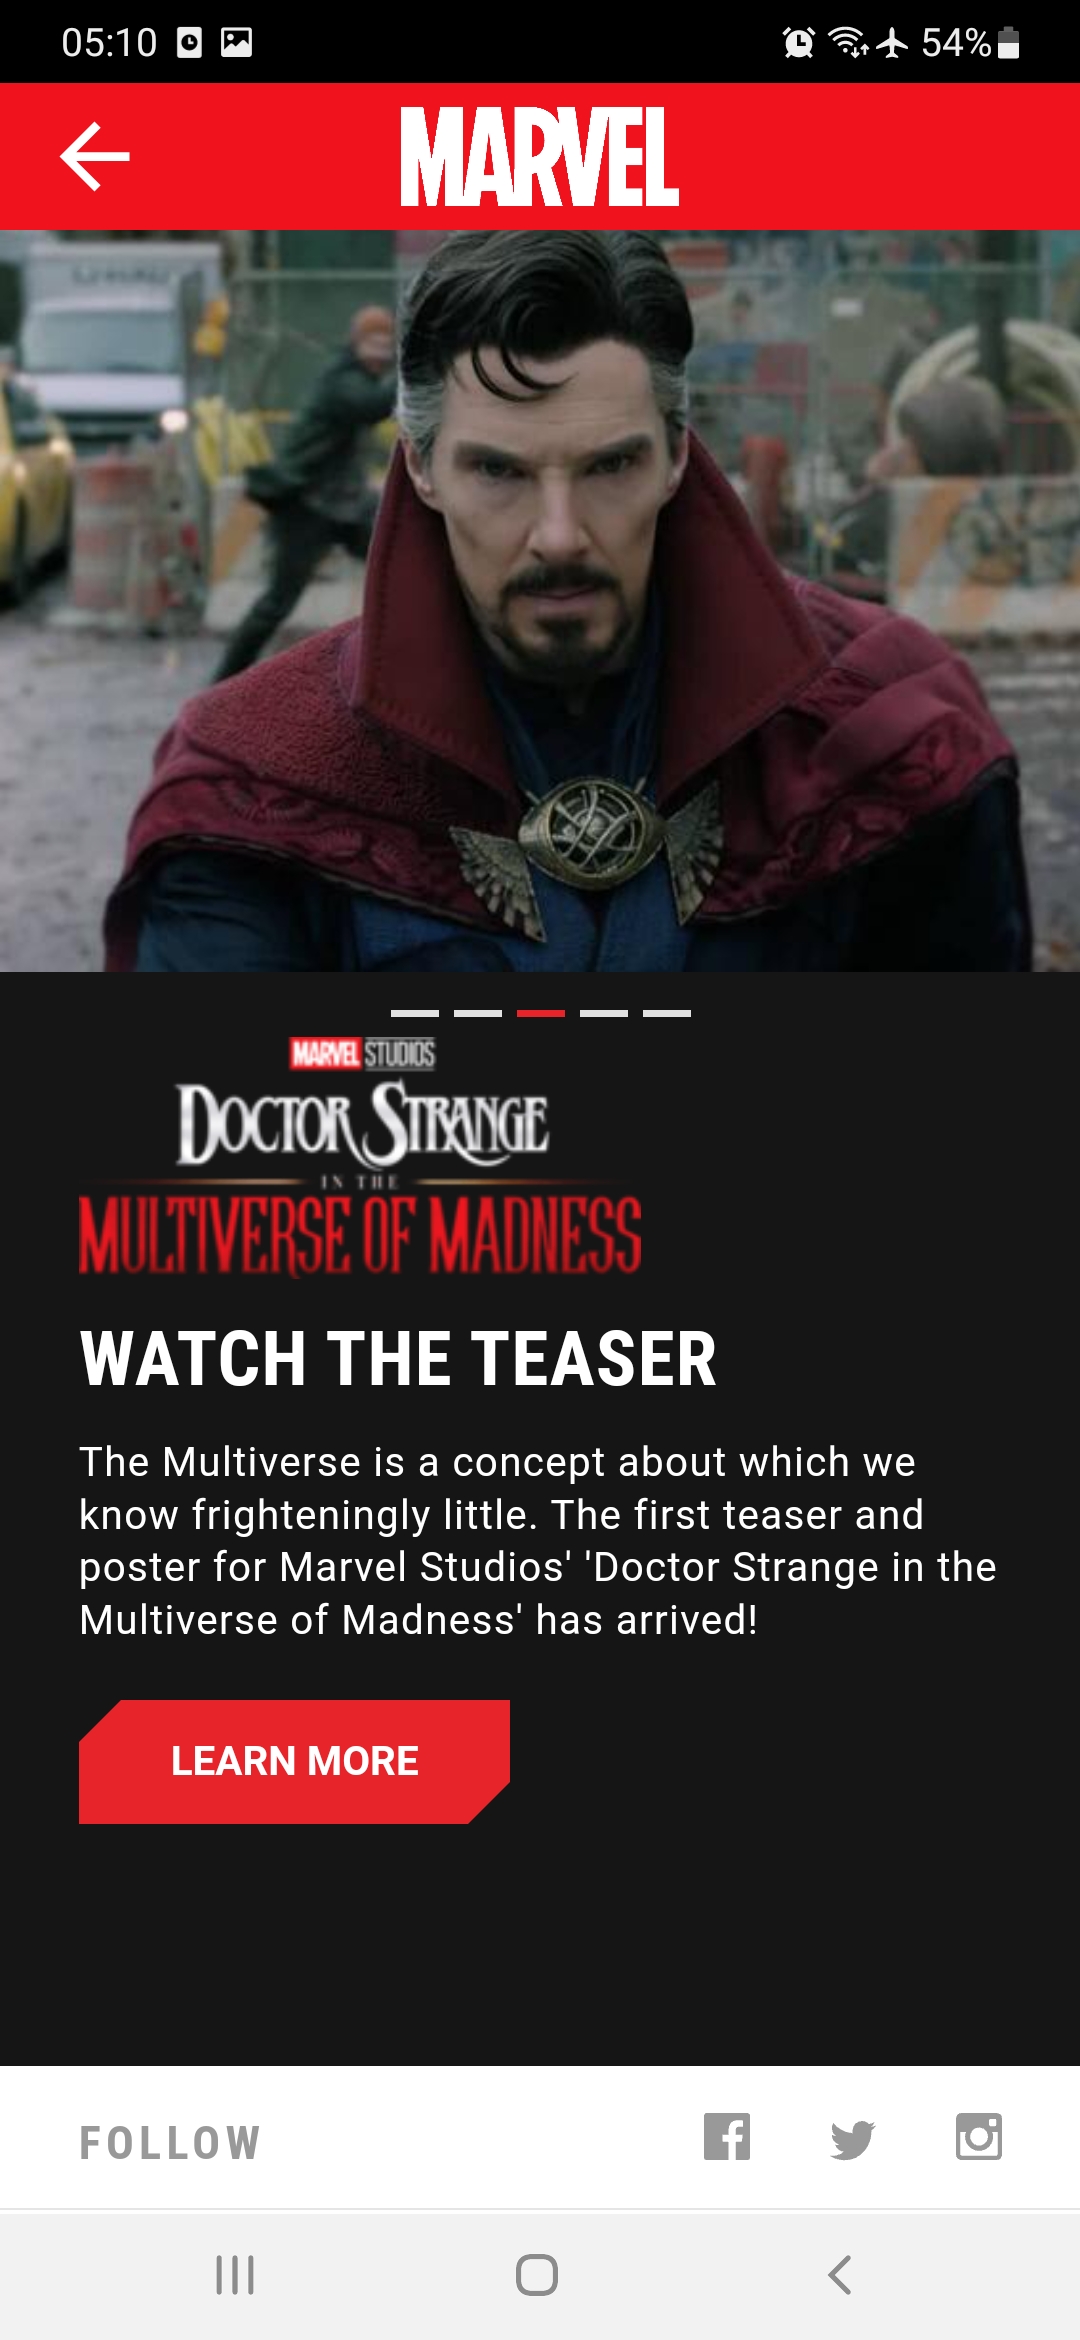 05:10 54%
MARVEL
MARVEL STUDIOS
DOCTOR STRANGE
IN THE
MULTIVERSE OF MADNESS
WATCH THE TEASER
The Multiverse is a concept about which we
know frighteningly little. The first teaser and
poster for Marvel Studios' 'Doctor Strange in the
Multiverse of Madness' has arrived!
LEARN MORE
FOLLOW